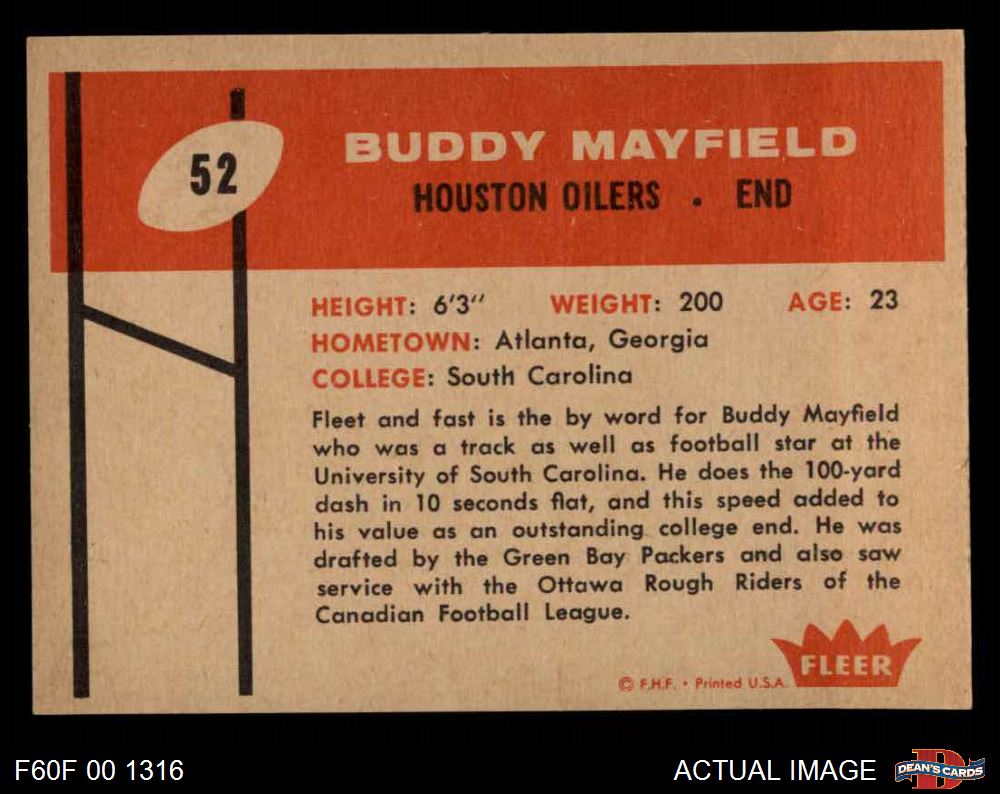 52
BUDDY MAYFIELD
HOUSTON OILERS . END
HEIGHT: 6'3" WEIGHT: 200 AGE: 23
HOMETOWN: Atlanta, Georgia
COLLEGE: South Carolina
Fleet and fast is the by word for Buddy Mayfield
who was a track as well as football star at the
University of South Carolina. He does the 100-yard
dash in 10 seconds flat, and this speed added to
his value as an outstanding college end. He was
drafted by the Green Bay Packers and also saw
service with the Ottawa Rough Riders of the
Canadian Football League.
FLEER
© F.H.F. • Printed U.S.A.
F60F 00 1316
ACTUAL IMAGE
DEAN'S CARDS